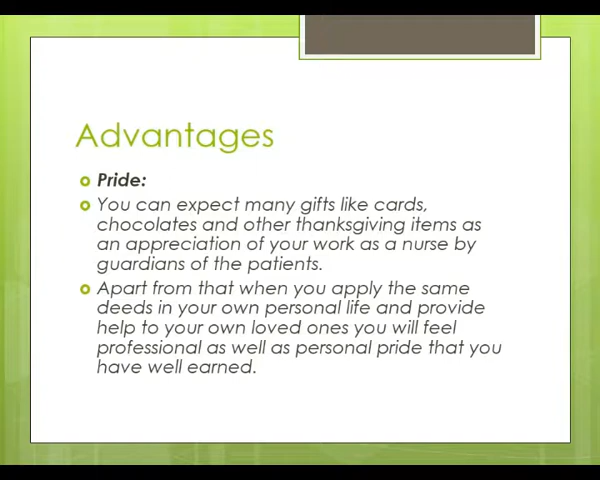 Advantages
Pride:
You can expect many gifts like cards,
chocolates and other thanksgiving items as
an appreciation of your work as a nurse by
guardians of the patients.
Apart from that when you apply the same
deeds in your own personal life and provide
help to your own loved ones you will feel
professional as well as personal pride that you
have well earned.